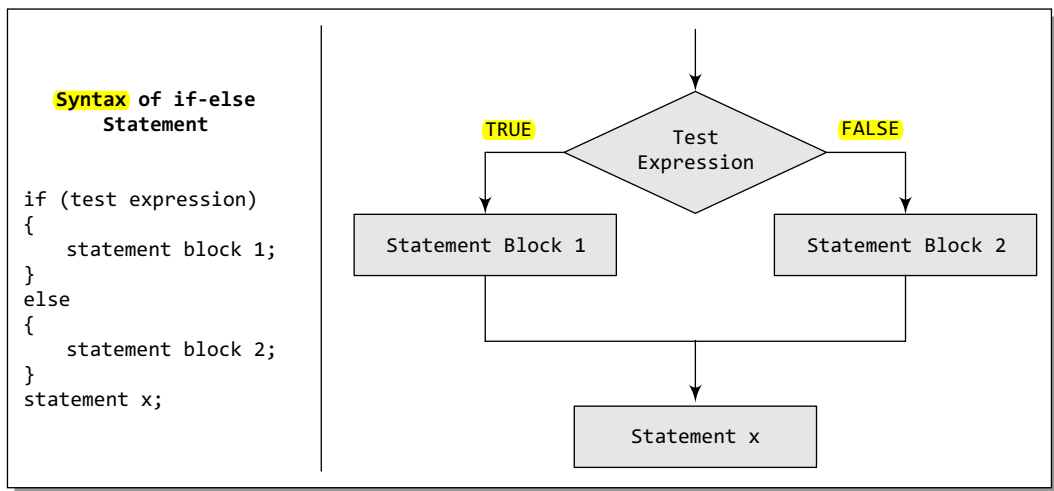 Syntax of if-else
Statement
if (test expression)
{
statement block 1;
}
else
{
statement block 2;
}
statement x;
Test
Expression
TRUE
FALSE
Statement Block 1
Statement Block 2
Statement x